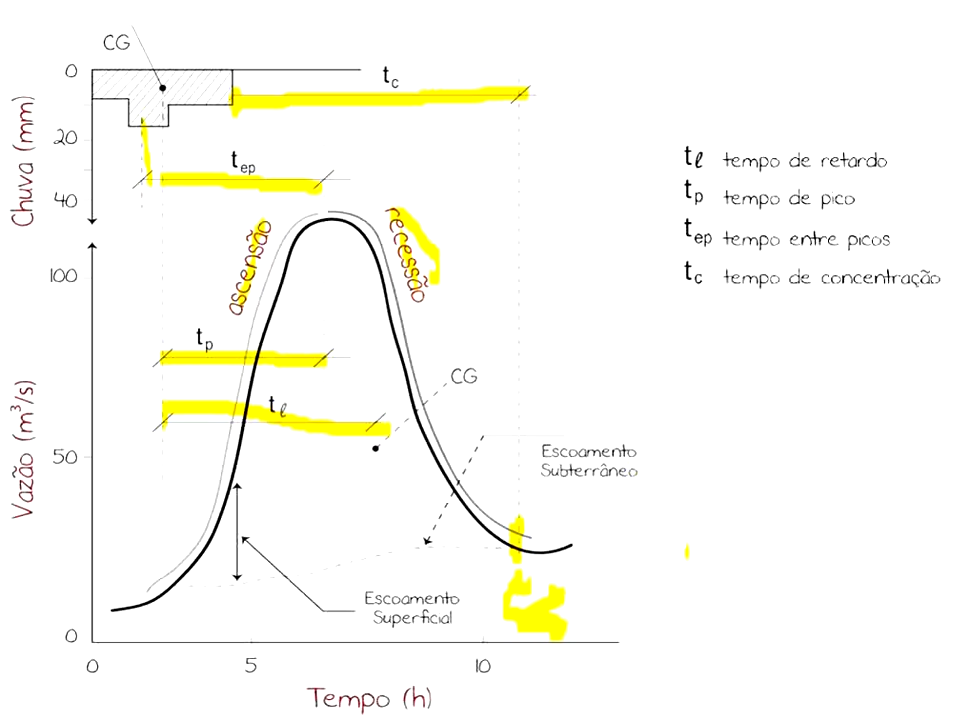 CG
0
20
40
Chuva (mm)
tc
tep
ascensão
recessão
tℓ tempo de retardo
tp tempo de pico
tep tempo entre picos
tc tempo de concentração
100
50
0
Vazão (m³/s)
tp
tℓ
CG
Escoamento
Subterrâneo
Escoamento
Superficial
0 5 10
Tempo (h)